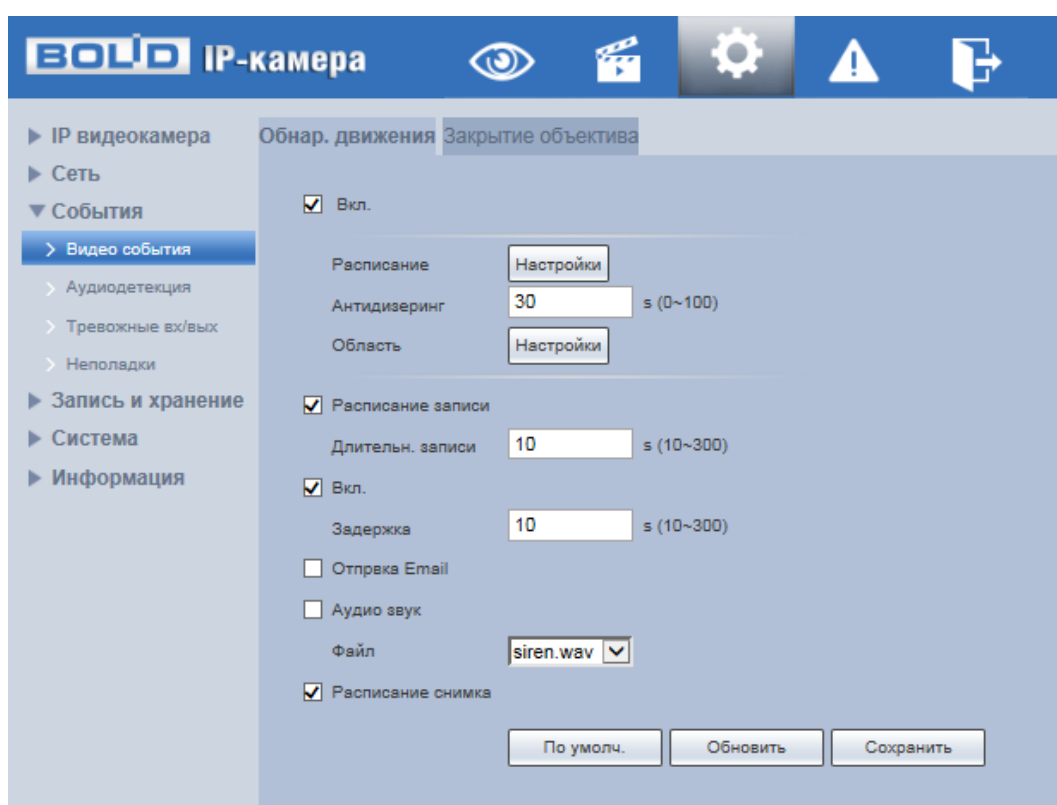 BOLID IP-камера
IP видеокамера
Сеть
События
Видео события
Аудиодетекция
Тревожные вх/вых
Неполадки
Запись и хранение
Система
Информация
Обнар. движения Закрытие объектива
Вкл.
Расписание Настройки
Антидизеринг 30 s (0~100)
Область Настройки
Расписание записи
Длительн. записи 10 s (10~300)
Вкл.
Задержка 10 s (10~300)
Отпрвка Email
Аудио звук
Файл siren.wav
Расписание снимка
По умолч. Обновить Сохранить